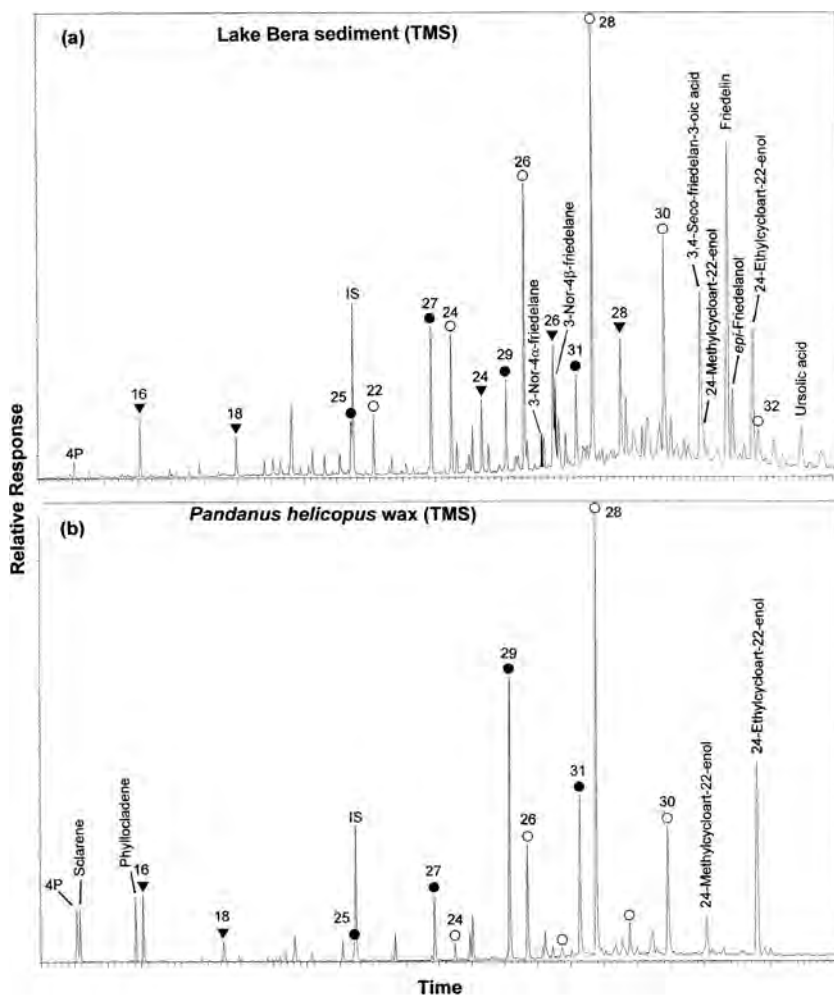 (a) Lake Bera sediment (TMS)
28
26
30
3,4-Seco-friedelan-3-oic acid
Friedelin
24-Methylcycloart-22-enol
epi-Friedelanol
24-Ethylcycloart-22-enol
IS
27
24
3-Nor-4α-friedelane
26
3-Nor-4β-friedelane
28
29
31
24
25
22
32
Ursolic acid
16
18
4P
Relative Response
(b) Pandanus helicopus wax (TMS)
28
29
31
24-Ethylcycloart-22-enol
24-Methylcycloart-22-enol
30
26
IS
27
24
25
4P
Sclarene
Phyllocladene
16
18
Time